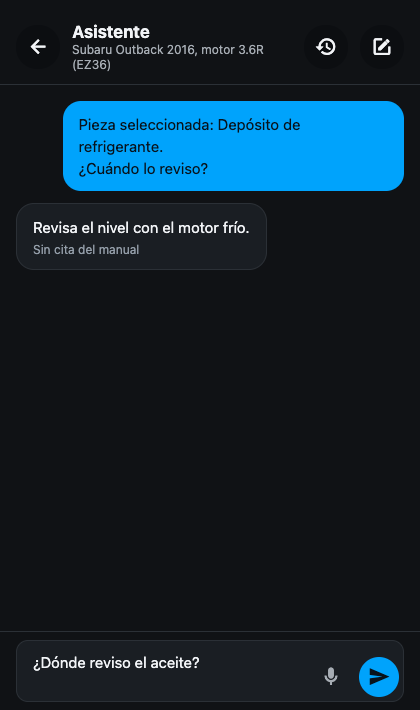 Asistente
Subaru Outback 2016, motor 3.6R
(EZ36)
Pieza seleccionada: Depósito de
refrigerante.
¿Cuándo lo reviso?
Revisa el nivel con el motor frío.
Sin cita del manual
¿Dónde reviso el aceite?